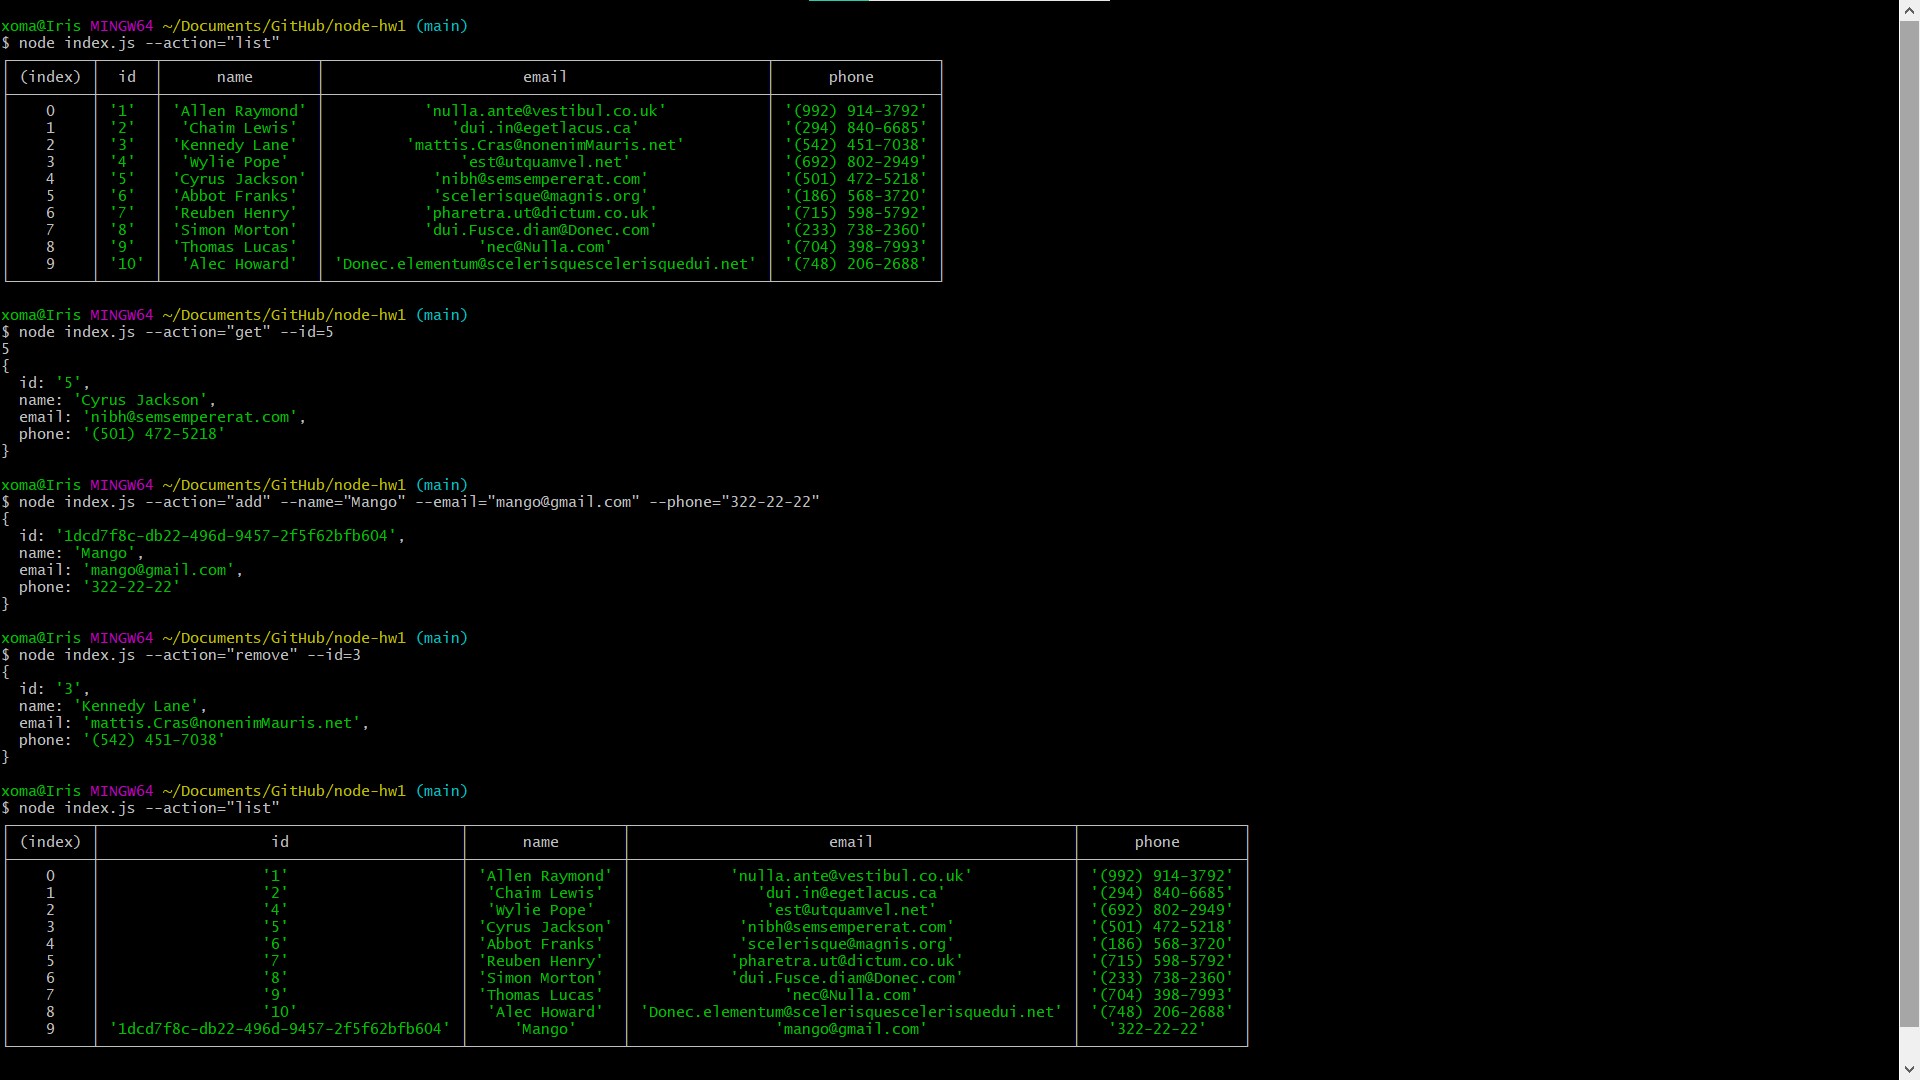 xoma@Iris MINGW64 ~/Documents/GitHub/node-hw1 (main)
$ node index.js --action="list"
(index) id name email phone
0 '1' 'Allen Raymond' 'nulla.ante@vestibul.co.uk' '(992) 914-3792'
1 '2' 'Chaim Lewis' 'dui.in@egetlacus.ca' '(294) 840-6685'
2 '3' 'Kennedy Lane' 'mattis.Cras@nonenimMauris.net' '(542) 451-7038'
3 '4' 'Wylie Pope' 'est@utquamvel.net' '(692) 802-2949'
4 '5' 'Cyrus Jackson' 'nibh@semsempererat.com' '(501) 472-5218'
5 '6' 'Abbot Franks' 'scelerisque@magnis.org' '(186) 568-3720'
6 '7' 'Reuben Henry' 'pharetra.ut@dictum.co.uk' '(715) 598-5792'
7 '8' 'Simon Morton' 'dui.Fusce.diam@Donec.com' '(233) 738-2360'
8 '9' 'Thomas Lucas' 'nec@Nulla.com' '(704) 398-7993'
9 '10' 'Alec Howard' 'Donec.elementum@scelerisquescelerisquedui.net' '(748) 206-2688'
xoma@Iris MINGW64 ~/Documents/GitHub/node-hw1 (main)
$ node index.js --action="get" --id=5
5
{
id: '5',
name: 'Cyrus Jackson',
email: 'nibh@semsempererat.com',
phone: '(501) 472-5218'
}
xoma@Iris MINGW64 ~/Documents/GitHub/node-hw1 (main)
$ node index.js --action="add" --name="Mango" --email="mango@gmail.com" --phone="322-22-22"
{
id: '1dcd7f8c-db22-496d-9457-2f5f62bfb604',
name: 'Mango',
email: 'mango@gmail.com',
phone: '322-22-22'
}
xoma@Iris MINGW64 ~/Documents/GitHub/node-hw1 (main)
$ node index.js --action="remove" --id=3
{
id: '3',
name: 'Kennedy Lane',
email: 'mattis.Cras@nonenimMauris.net',
phone: '(542) 451-7038'
}
xoma@Iris MINGW64 ~/Documents/GitHub/node-hw1 (main)
$ node index.js --action="list"
(index) id name email phone
0 '1' 'Allen Raymond' 'nulla.ante@vestibul.co.uk' '(992) 914-3792'
1 '2' 'Chaim Lewis' 'dui.in@egetlacus.ca' '(294) 840-6685'
2 '4' 'Wylie Pope' 'est@utquamvel.net' '(692) 802-2949'
3 '5' 'Cyrus Jackson' 'nibh@semsempererat.com' '(501) 472-5218'
4 '6' 'Abbot Franks' 'scelerisque@magnis.org' '(186) 568-3720'
5 '7' 'Reuben Henry' 'pharetra.ut@dictum.co.uk' '(715) 598-5792'
6 '8' 'Simon Morton' 'dui.Fusce.diam@Donec.com' '(233) 738-2360'
7 '9' 'Thomas Lucas' 'nec@Nulla.com' '(704) 398-7993'
8 '10' 'Alec Howard' 'Donec.elementum@scelerisquescelerisquedui.net' '(748) 206-2688'
9 '1dcd7f8c-db22-496d-9457-2f5f62bfb604' 'Mango' 'mango@gmail.com' '322-22-22'